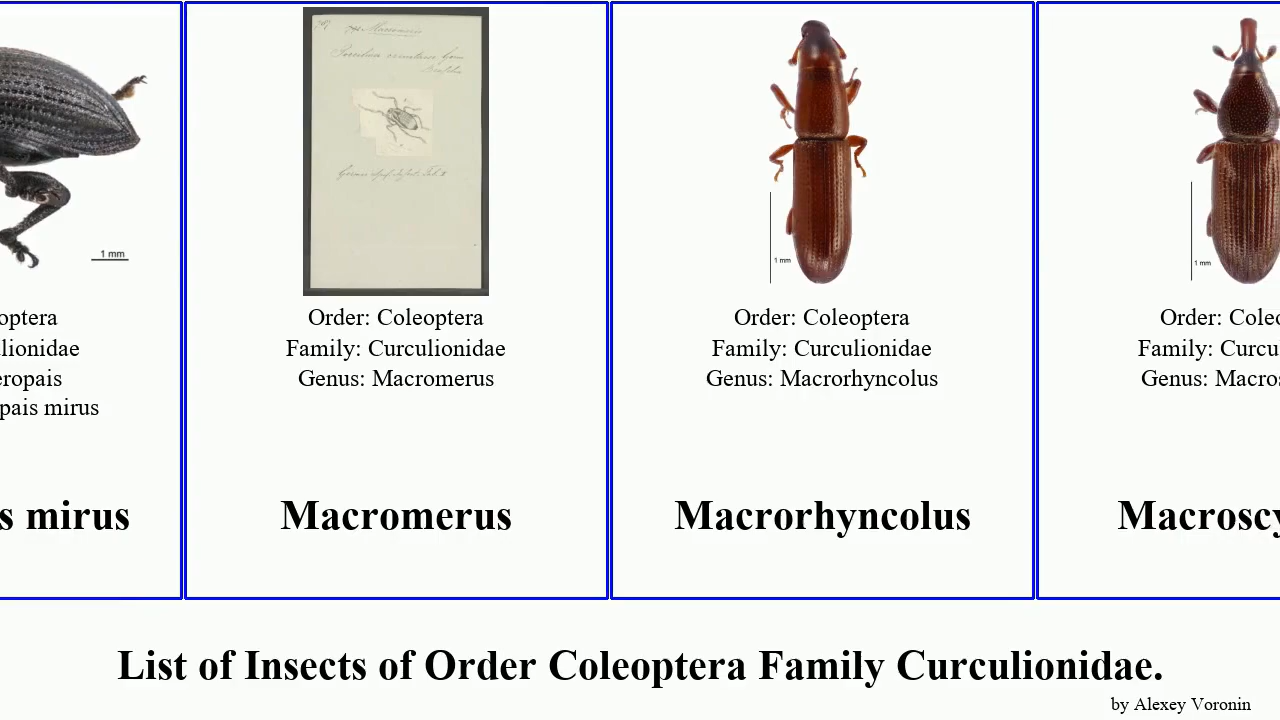 1 mm
optera
lionidae
eropais
pais mirus
s mirus
Order: Coleoptera
Family: Curculionidae
Genus: Macromerus
Macromerus
1 mm
Order: Coleoptera
Family: Curculionidae
Genus: Macrorhyncolus
Macrorhyncolus
1 mm
Order: Coleo
Family: Curcu
Genus: Macros
Macroscy
List of Insects of Order Coleoptera Family Curculionidae.
by Alexey Voronin